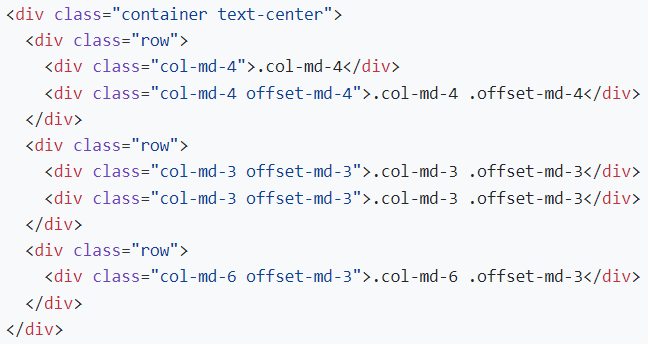 <div class="container text-center">
  <div class="row">
    <div class="col-md-4">.col-md-4</div>
    <div class="col-md-4 offset-md-4">.col-md-4 .offset-md-4</div>
  </div>
  <div class="row">
    <div class="col-md-3 offset-md-3">.col-md-3 .offset-md-3</div>
    <div class="col-md-3 offset-md-3">.col-md-3 .offset-md-3</div>
  </div>
  <div class="row">
    <div class="col-md-6 offset-md-3">.col-md-6 .offset-md-3</div>
  </div>
</div>